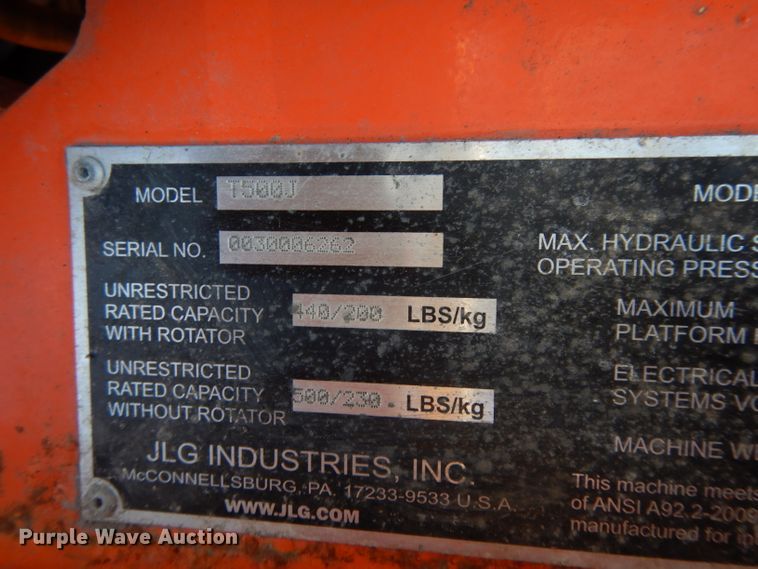 MODEL T500J
SERIAL NO. 0030006262
UNRESTRICTED
RATED CAPACITY 440/200 LBS/kg
WITH ROTATOR
UNRESTRICTED
RATED CAPACITY 500/230 LBS/kg
WITHOUT ROTATOR
JLG INDUSTRIES, INC.
McCONNELLSBURG, PA. 17233-9533 U.S.A.
WWW.JLG.COM
MODE
MAX. HYDRAULIC S
OPERATING PRESS
MAXIMUM
PLATFORM
ELECTRICAL
SYSTEMS VO
MACHINE WE
This machine meets
of ANSI A92.2-2009
manufactured for
Purple Wave Auction